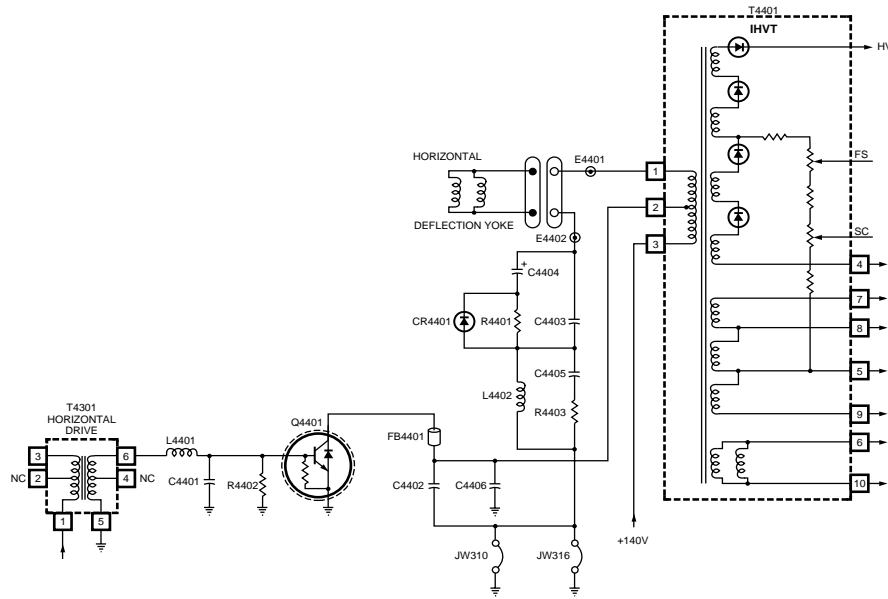 T4401
IHVT
HV
HORIZONTAL
E4401
1
FS
2
DEFLECTION YOKE
E4402
3
SC
4
+
C4404
7
CR4401
R4401
C4403
8
C4405
5
L4402
R4403
9
T4301
HORIZONTAL
DRIVE
L4401
Q4401
FB4401
6
3
6
NC
2
4
NC
C4401
R4402
C4402
C4406
10
1
5
+140V
JW310
JW316